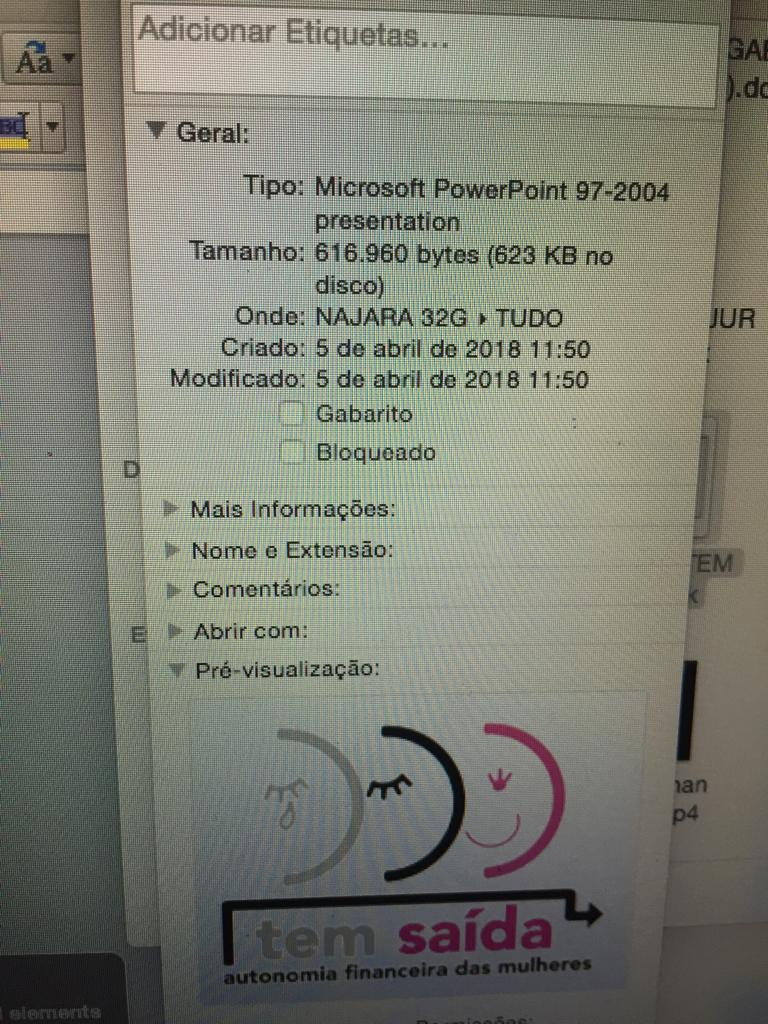 Adicionar Etiquetas...
Aa
Geral:
Tipo: Microsoft PowerPoint 97-2004
presentation
Tamanho: 616.960 bytes (623 KB no
disco)
Onde: NAJARA 32G ▸ TUDO
Criado: 5 de abril de 2018 11:50
Modificado: 5 de abril de 2018 11:50
Gabarito
Bloqueado
D
Mais Informações:
Nome e Extensão:
Comentários:
E
Abrir com:
Pré-visualização:
tem saída
autonomia financeira das mulheres
elements